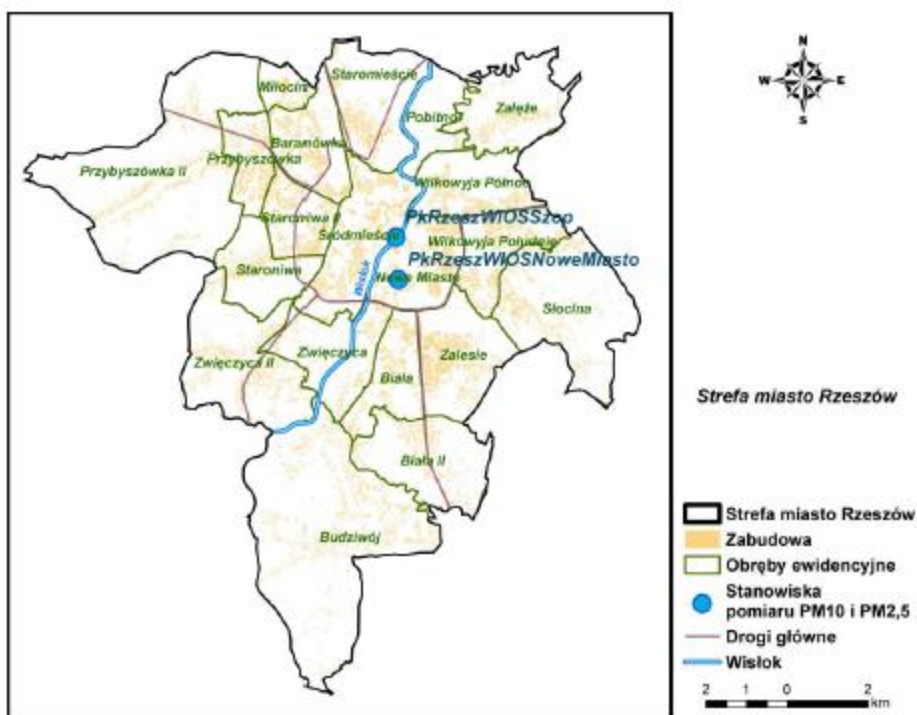 Staromieście
Miłocin
Pobitno
Załęże
Baranówka
Przybyszówka
Przybyszówka II
Wilkowyja Północ
Staroniwa II
PkRzeszWIOSSzop
Śródmieście
Wilkowyja Południe
PkRzeszWIOSNoweMiasto
Staroniwa
Nowe Miasto
Wisłok
Słocina
Zwięczyca II
Zwięczyca
Zalesie
Biała
Biała II
Budziwój
N
W E
S
Strefa miasto Rzeszów
Strefa miasto Rzeszów
Zabudowa
Obręby ewidencyjne
Stanowiska
pomiaru PM10 i PM2,5
Drogi główne
Wisłok
2 1 0 2
km